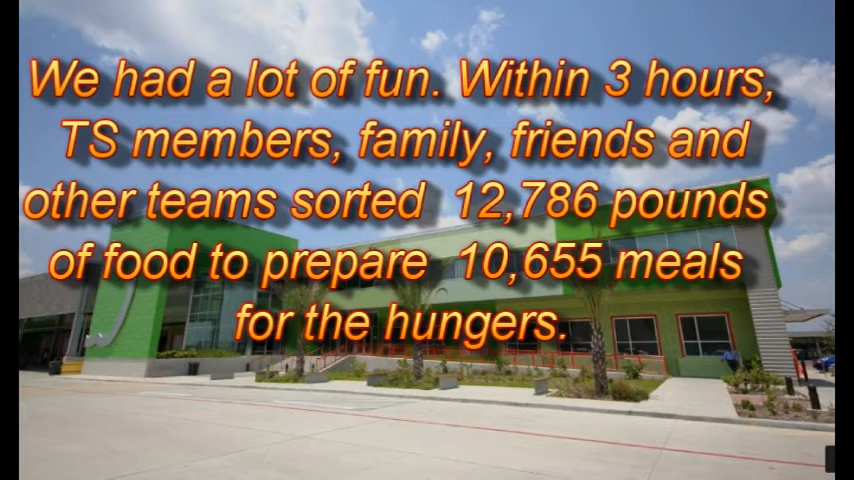 We had a lot of fun. Within 3 hours,
TS members, family, friends and
other teams sorted 12,786 pounds
of food to prepare 10,655 meals
for the hungers.